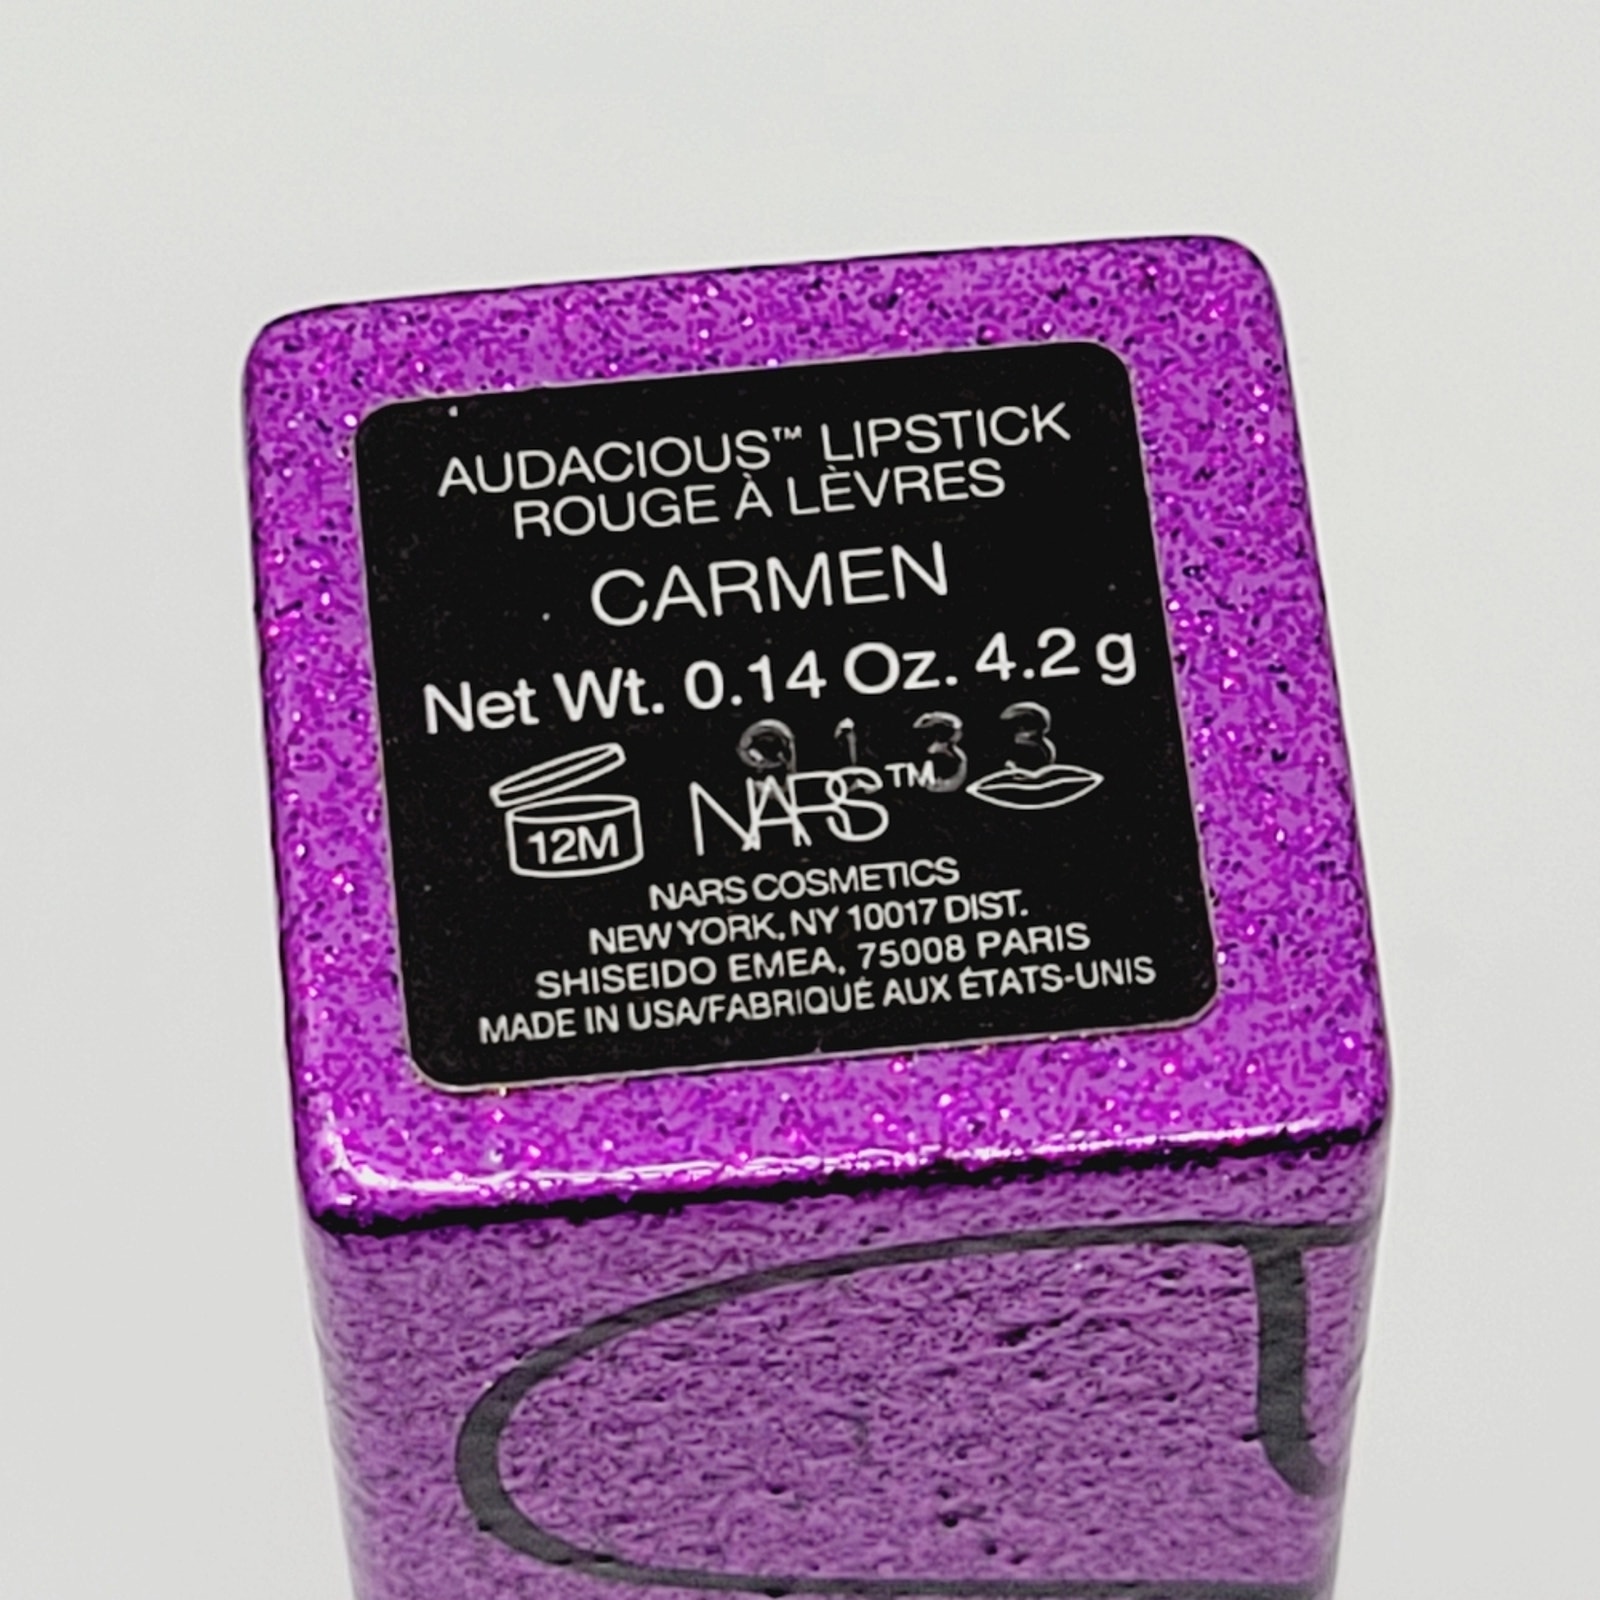 AUDACIOUS™ LIPSTICK
ROUGE À LÈVRES
CARMEN
Net Wt. 0.14 Oz. 4.2 g
9133
12M NARS™
NARS COSMETICS
NEW YORK, NY 10017 DIST.
SHISEIDO EMEA, 75008 PARIS
MADE IN USA/FABRIQUÉ AUX ÉTATS-UNIS